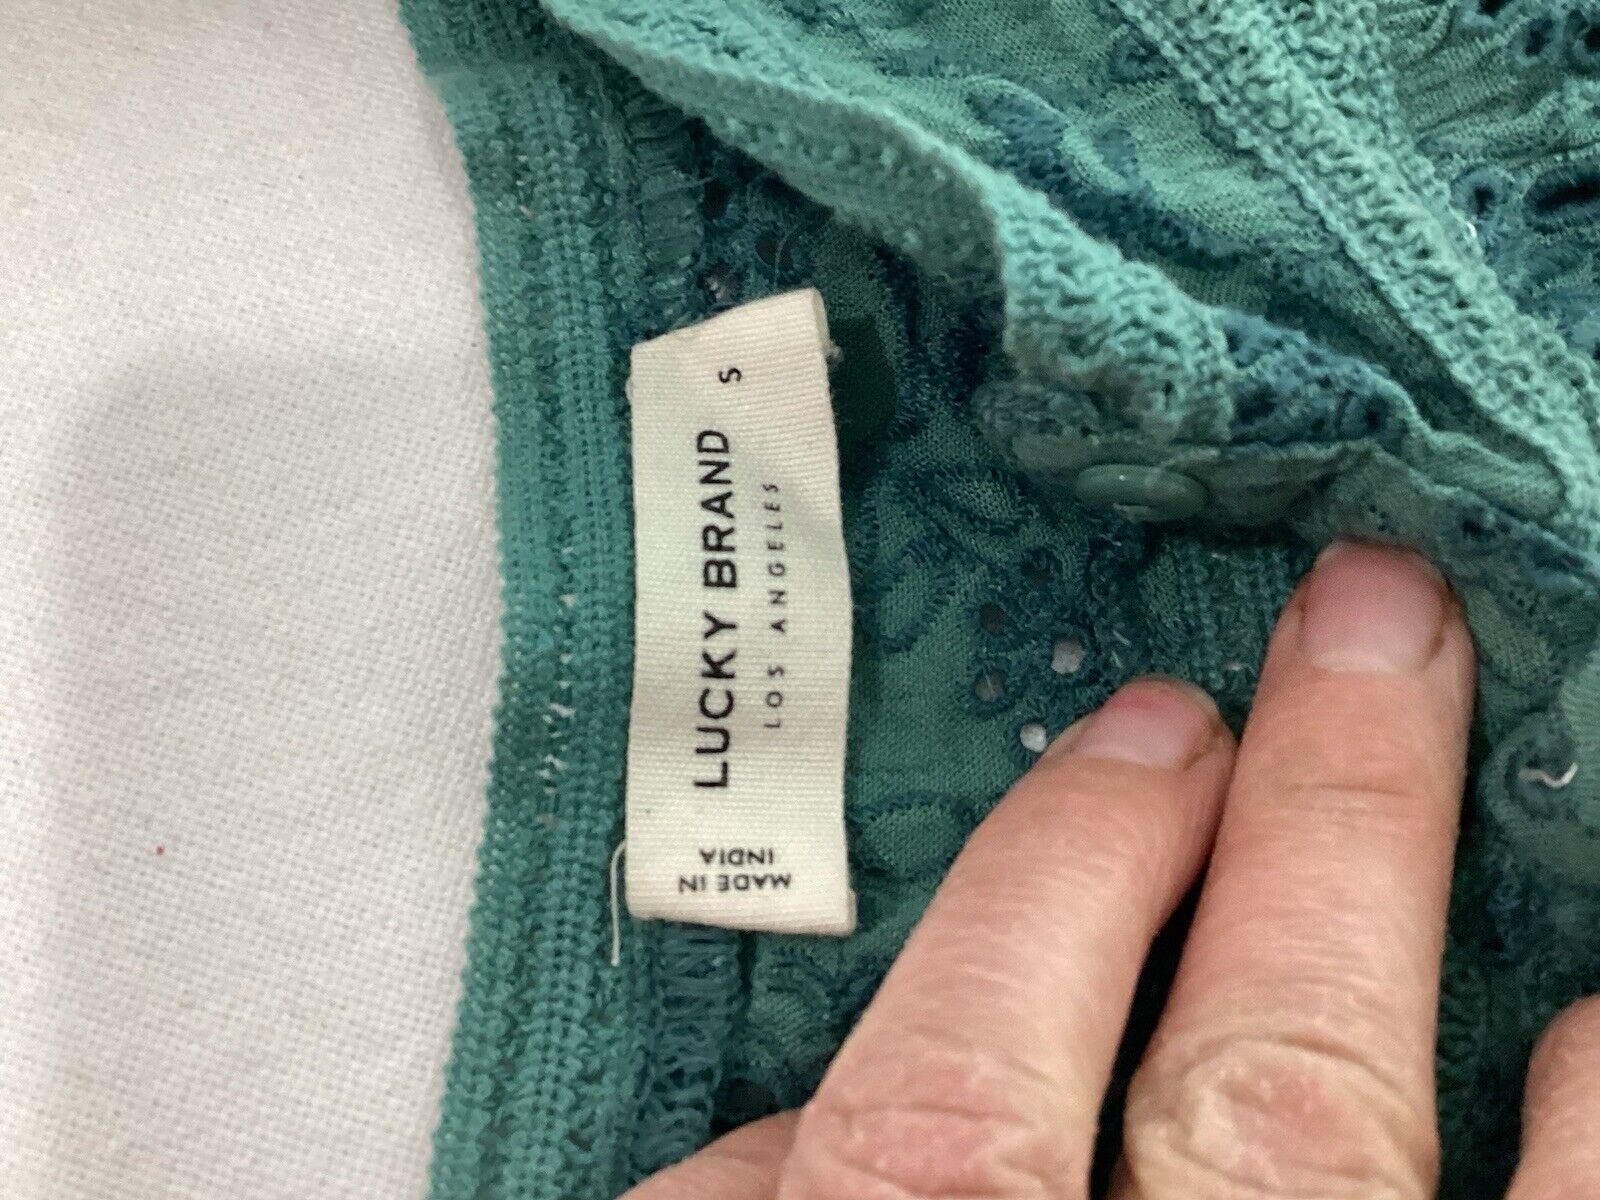 LUCKY BRAND
LOS ANGELES
S
MADE IN
INDIA